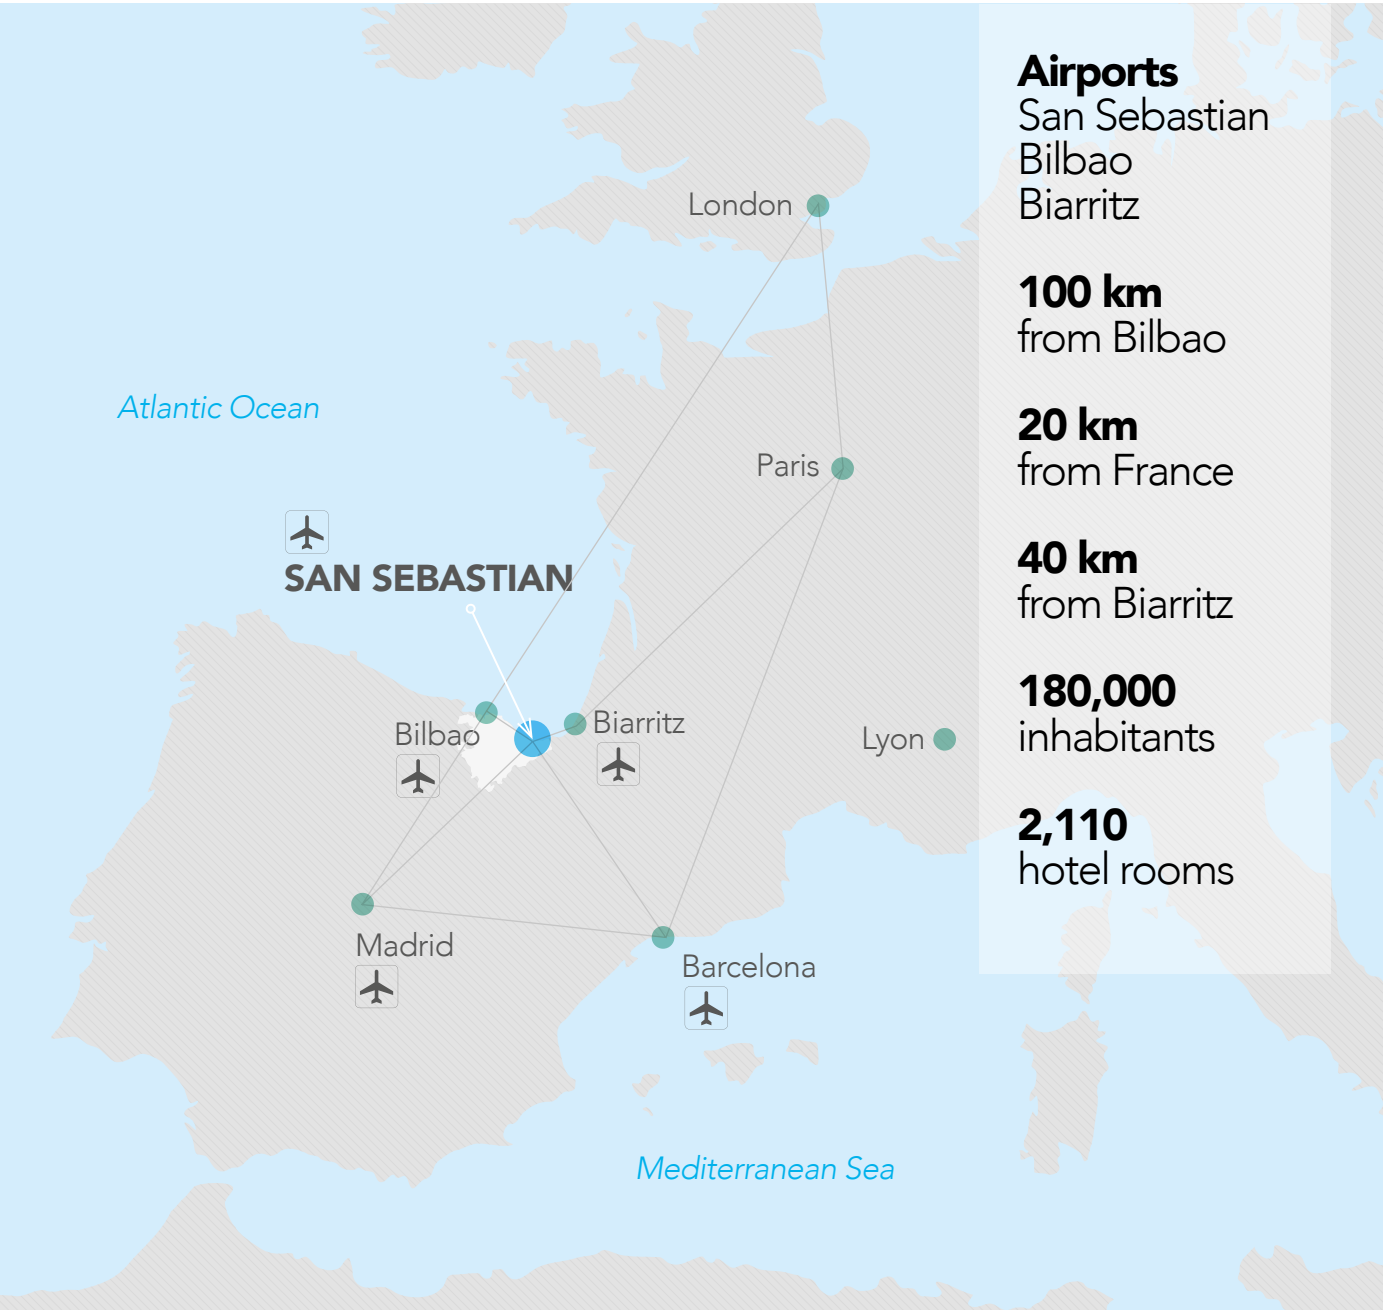 Airports
San Sebastian
Bilbao
Biarritz
100 km
from Bilbao
20 km
from France
40 km
from Biarritz
180,000
inhabitants
2,110
hotel rooms
London
Atlantic Ocean
Paris
SAN SEBASTIAN
Bilbao
Biarritz
Lyon
Madrid
Barcelona
Mediterranean Sea